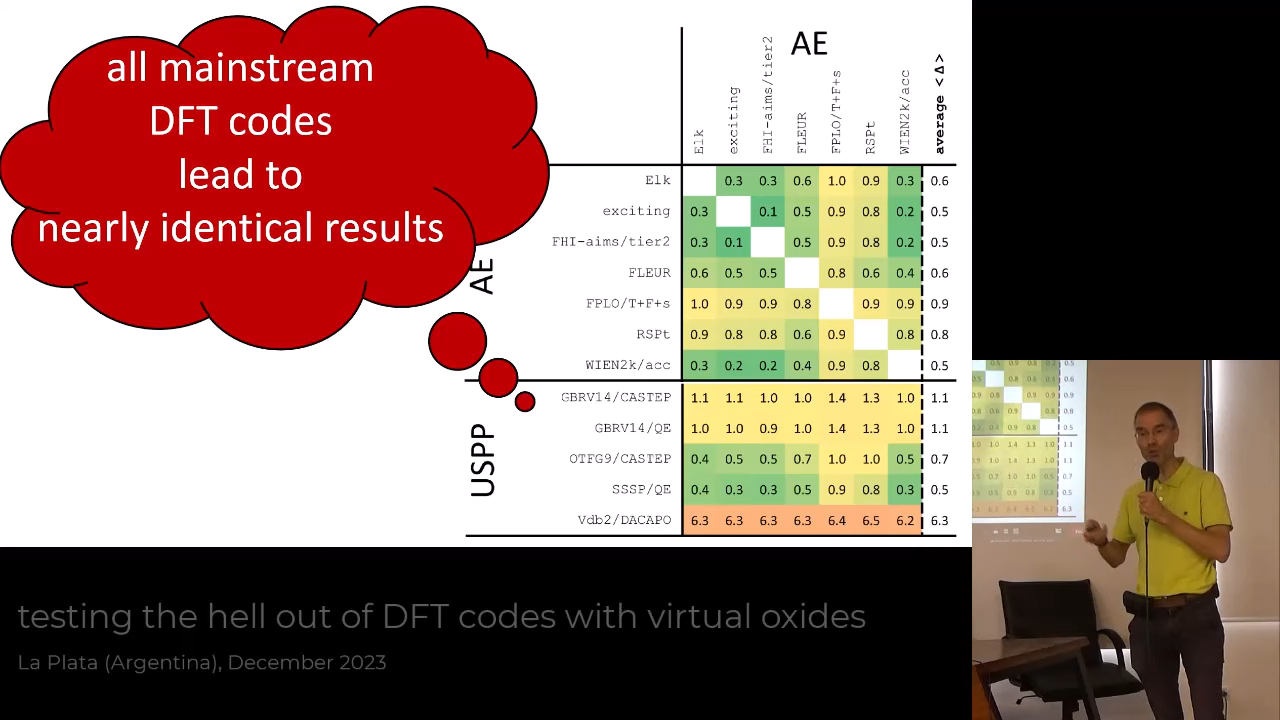 all mainstream
DFT codes
lead to
nearly identical results
AE
Elk exciting FHI-aims/tier2 FLEUR FPLO/T+F+s RSPt WIEN2k/acc average <Δ>
AE
Elk 0.3 0.3 0.6 1.0 0.9 0.3 0.6
exciting 0.3 0.1 0.5 0.9 0.8 0.2 0.5
FHI-aims/tier2 0.3 0.1 0.5 0.9 0.8 0.2 0.5
FLEUR 0.6 0.5 0.5 0.8 0.6 0.4 0.6
FPLO/T+F+s 1.0 0.9 0.9 0.8 0.9 0.9 0.9
RSPt 0.9 0.8 0.8 0.6 0.9 0.8 0.8
WIEN2k/acc 0.3 0.2 0.2 0.4 0.9 0.8 0.5
USPP
GBRV14/CASTEP 1.1 1.1 1.0 1.0 1.4 1.3 1.0 1.1
GBRV14/QE 1.0 1.0 0.9 1.0 1.4 1.3 1.0 1.1
OTFG9/CASTEP 0.4 0.5 0.5 0.7 1.0 1.0 0.5 0.7
SSSP/QE 0.4 0.3 0.3 0.5 0.9 0.8 0.3 0.5
Vdb2/DACAPO 6.3 6.3 6.3 6.3 6.4 6.5 6.2 6.3
testing the hell out of DFT codes with virtual oxides
La Plata (Argentina), December 2023